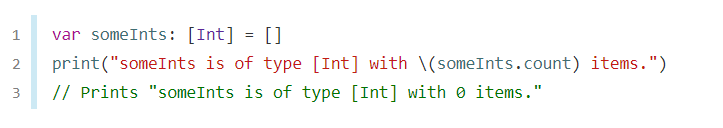 1 var someInts: [Int] = []
2 print("someInts is of type [Int] with \(someInts.count) items.")
3 // Prints "someInts is of type [Int] with 0 items."